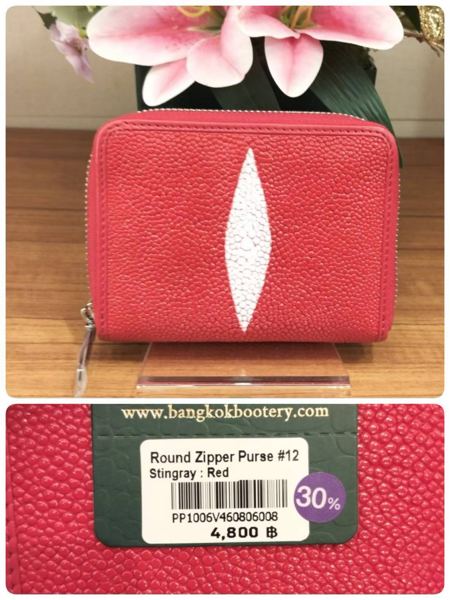 www.bangkokbootery.com
Round Zipper Purse #12
Stingray : Red
30%
PP1006V460806008
4,800 ฿